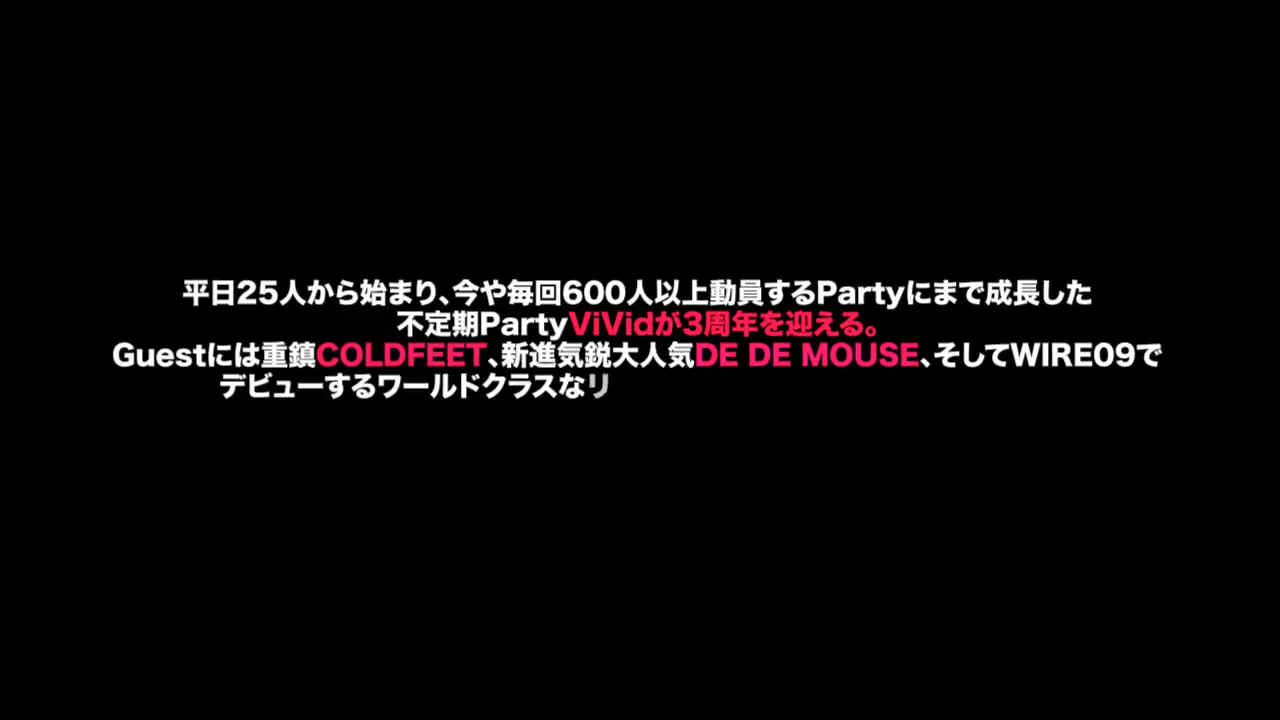 平日25人から始まり、今や毎回600人以上動員するPartyにまで成長した
不定期PartyViVidが3周年を迎える。
Guestには重鎮COLDFEET、新進気鋭大人気DE DE MOUSE、そしてWIRE09で
デビューするワールドクラスなリ